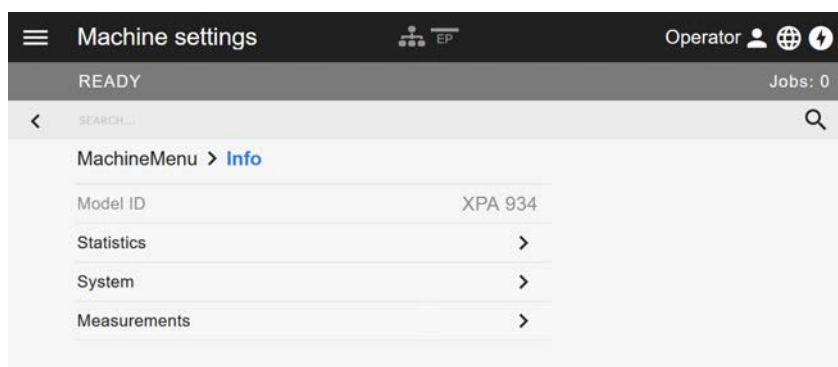 Machine settings EP Operator
READY Jobs: 0
SEARCH...
MachineMenu > Info
Model ID XPA 934
Statistics
System
Measurements